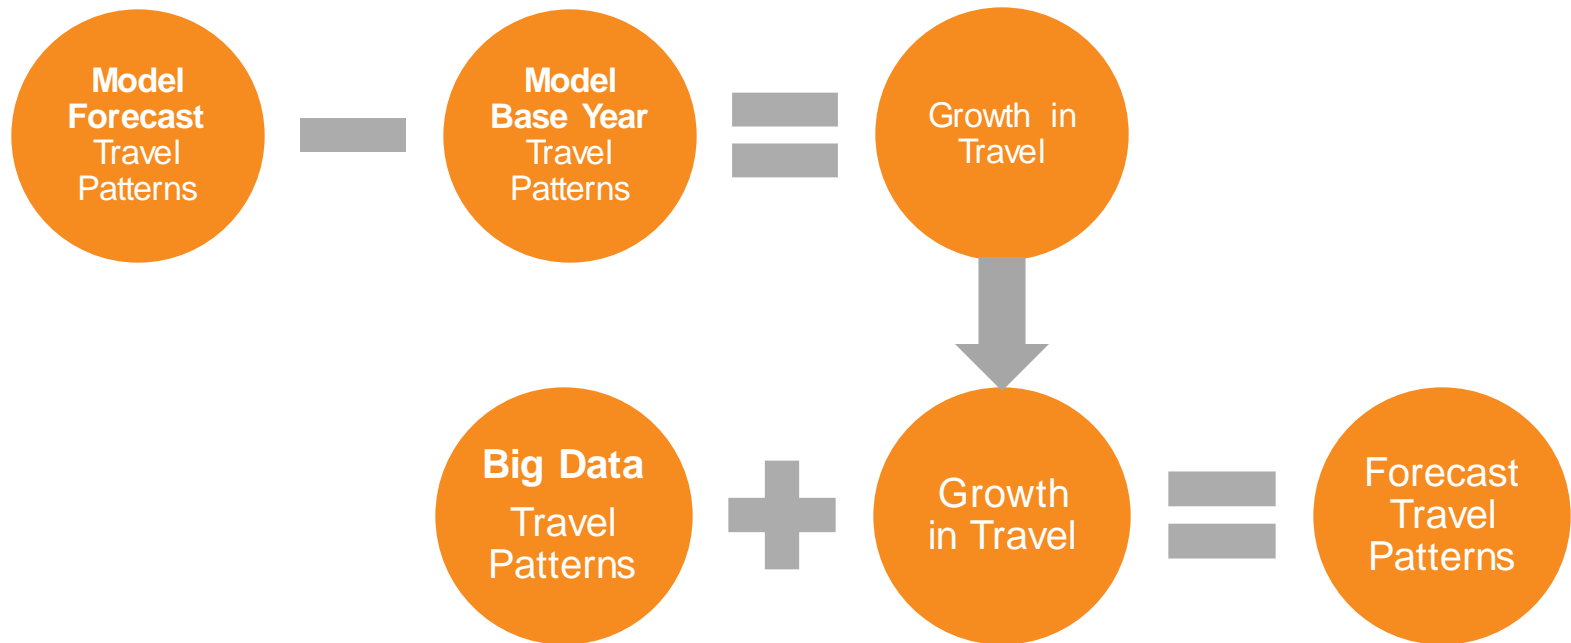 Model
Forecast
Travel
Patterns
Model
Base Year
Travel
Patterns
Growth in
Travel
Big Data
Travel
Patterns
Growth
in Travel
Forecast
Travel
Patterns